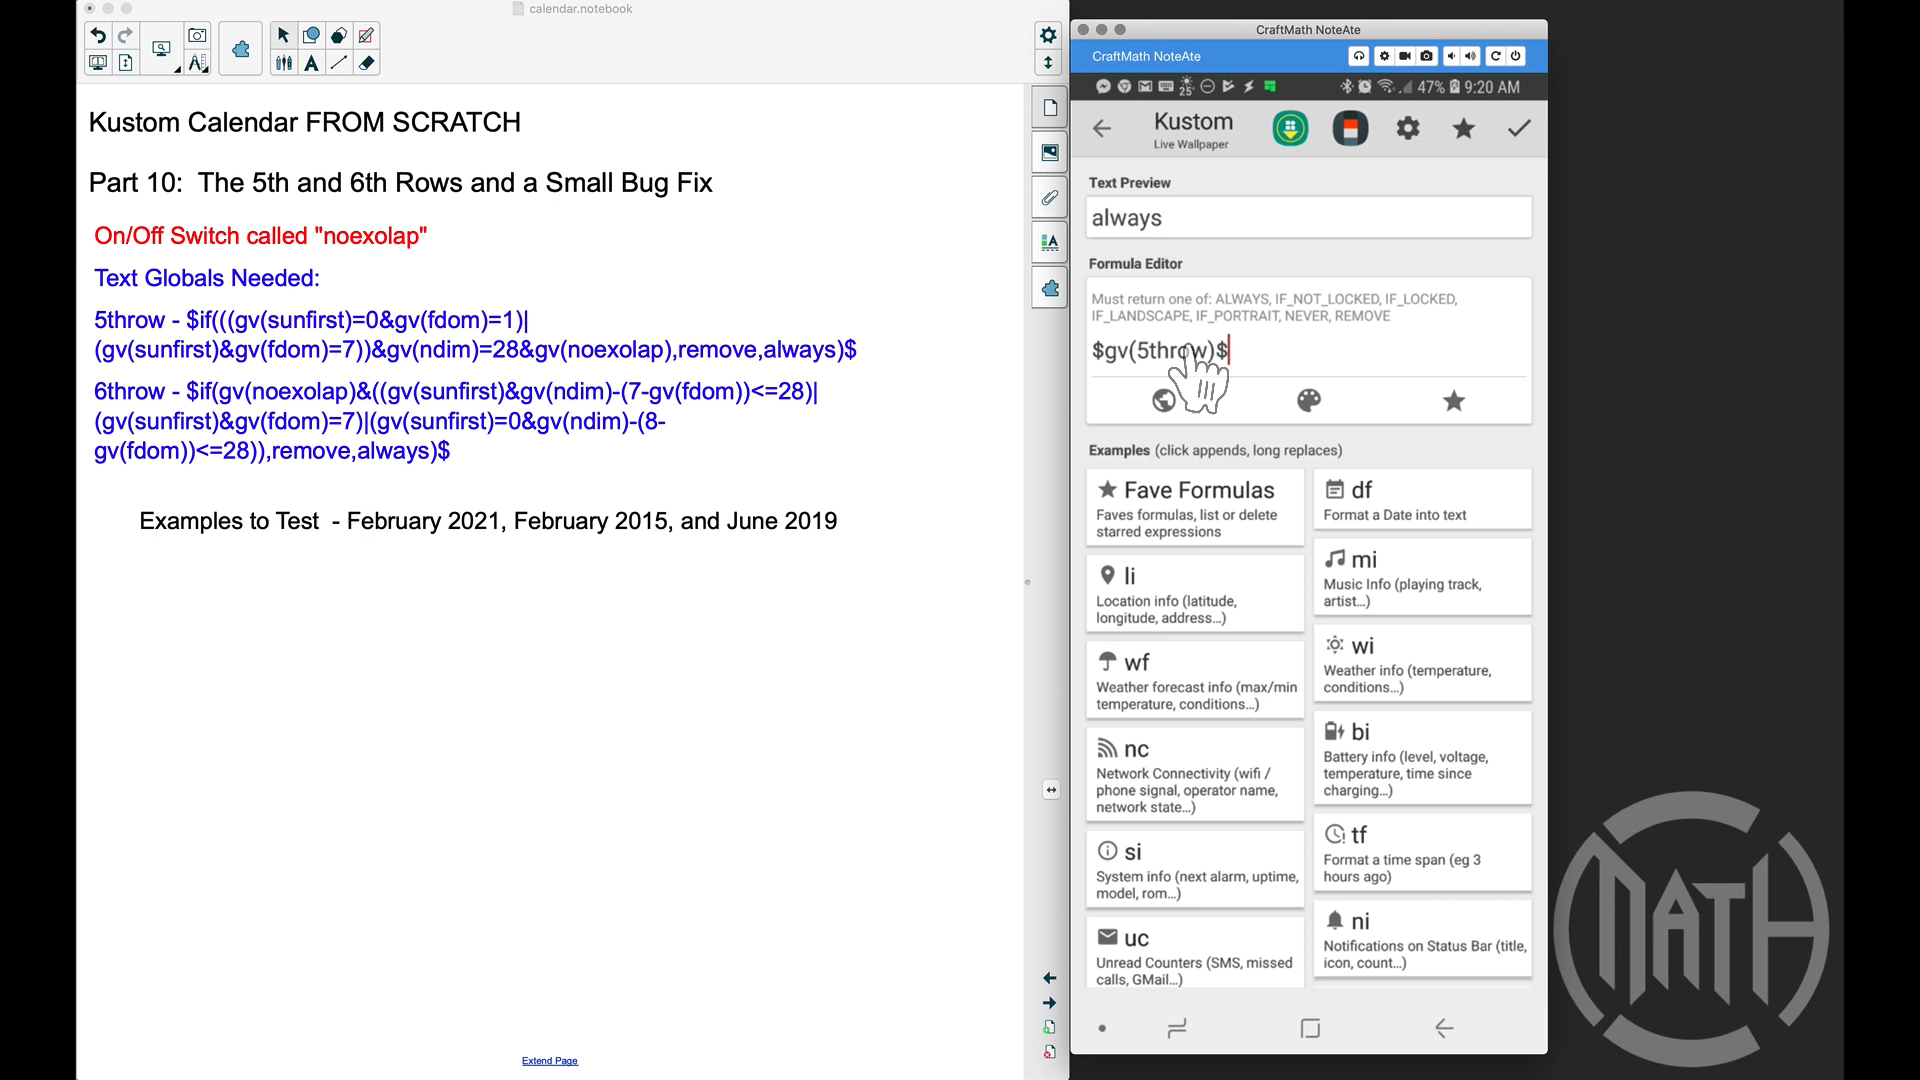 calendar.notebook
Kustom Calendar FROM SCRATCH
Part 10:  The 5th and 6th Rows and a Small Bug Fix
On/Off Switch called "noexolap"
Text Globals Needed:
5throw - $if(((gv(sunfirst)=0&gv(fdom)=1)|
(gv(sunfirst)&gv(fdom)=7))&gv(ndim)=28&gv(noexolap),remove,always)$
6throw - $if(gv(noexolap)&((gv(sunfirst)&gv(ndim)-(7-gv(fdom))<=28)|
(gv(sunfirst)&gv(fdom)=7)|(gv(sunfirst)=0&gv(ndim)-(8-
gv(fdom))<=28)),remove,always)$
Examples to Test  - February 2021, February 2015, and June 2019
Extend Page
CraftMath NoteAte
CraftMath NoteAte
25° 47% 9:20 AM
Kustom
Live Wallpaper
Text Preview
always
Formula Editor
Must return one of: ALWAYS, IF_NOT_LOCKED, IF_LOCKED,
IF_LANDSCAPE, IF_PORTRAIT, NEVER, REMOVE
$gv(5throw)$
Examples (click appends, long replaces)
Fave Formulas
Faves formulas, list or delete
starred expressions
df
Format a Date into text
li
Location info (latitude,
longitude, address...)
mi
Music Info (playing track,
artist...)
wf
Weather forecast info (max/min
temperature, conditions...)
wi
Weather info (temperature,
conditions...)
nc
Network Connectivity (wifi /
phone signal, operator name,
network state...)
bi
Battery info (level, voltage,
temperature, time since
charging...)
si
System info (next alarm, uptime,
model, rom...)
tf
Format a time span (eg 3
hours ago)
uc
Unread Counters (SMS, missed
calls, GMail...)
ni
Notifications on Status Bar (title,
icon, count...)
MATH